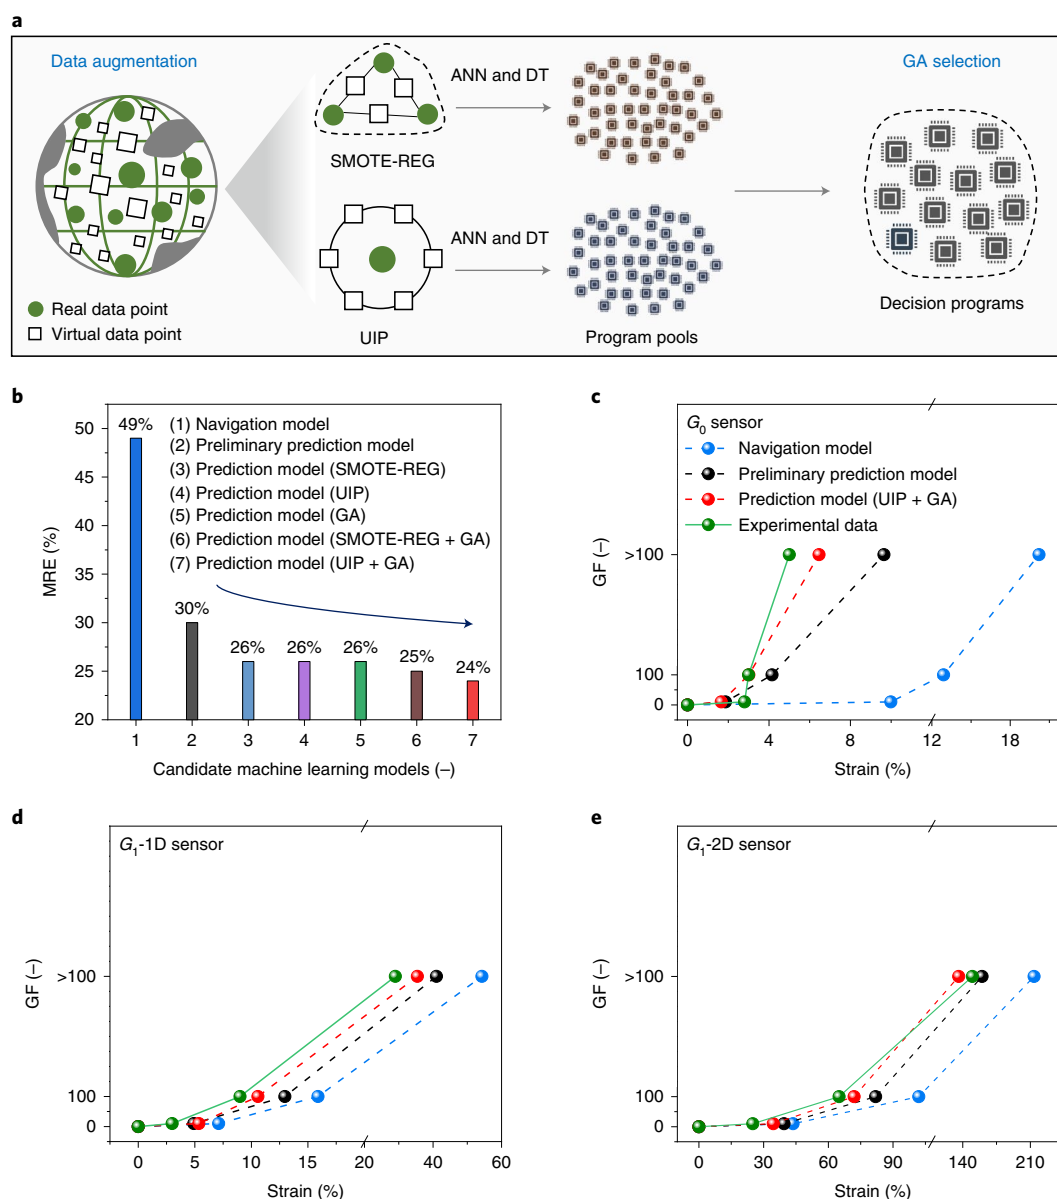 a
Data augmentation
ANN and DT
GA selection
SMOTE-REG
ANN and DT
Real data point
Virtual data point
UIP
Program pools
Decision programs
b
49%
(1) Navigation model
(2) Preliminary prediction model
(3) Prediction model (SMOTE-REG)
(4) Prediction model (UIP)
(5) Prediction model (GA)
(6) Prediction model (SMOTE-REG + GA)
(7) Prediction model (UIP + GA)
30%
26%
26%
26%
25%
24%
50
45
40
35
30
25
20
MRE (%)
1 2 3 4 5 6 7
Candidate machine learning models (–)
c
G0 sensor
Navigation model
Preliminary prediction model
Prediction model (UIP + GA)
Experimental data
>100
100
0
GF (–)
0 4 8 12 18
Strain (%)
d
G1-1D sensor
>100
100
0
GF (–)
0 5 10 15 20 40 60
Strain (%)
e
G1-2D sensor
>100
100
0
GF (–)
0 30 60 90 140 210
Strain (%)